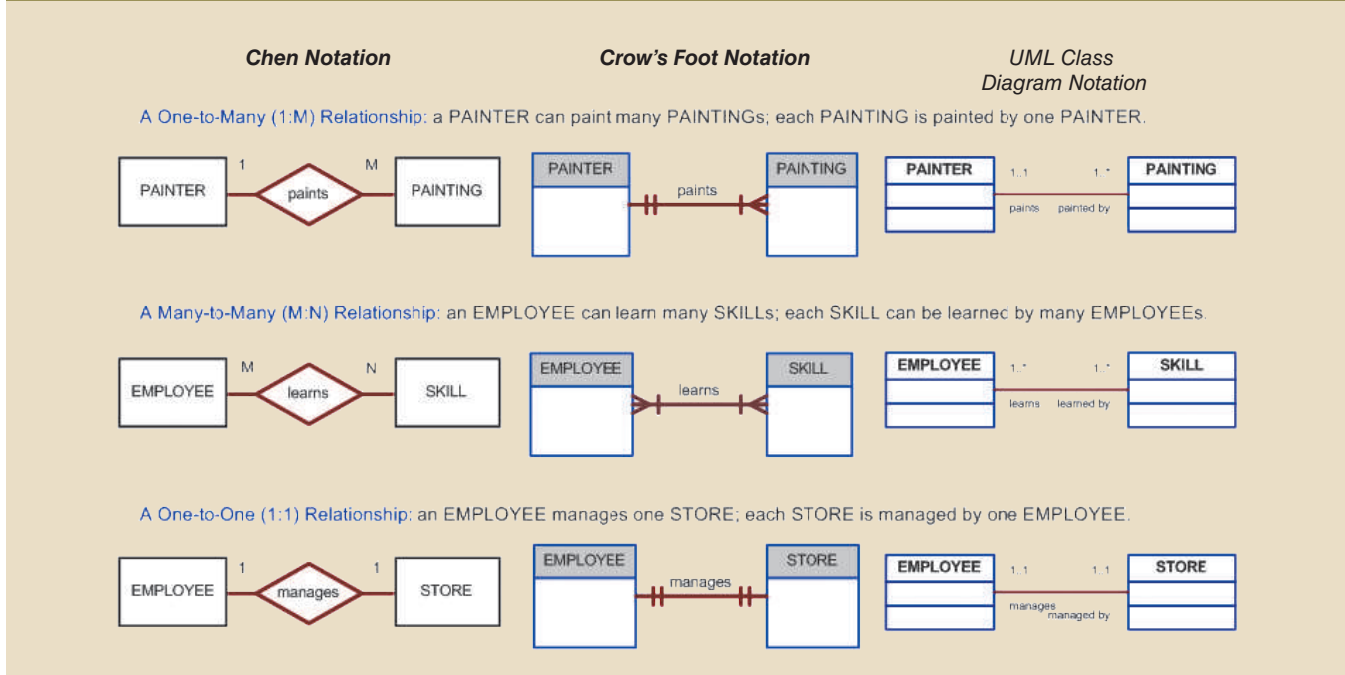 Chen Notation
Crow's Foot Notation
UML Class
Diagram Notation
A One-to-Many (1:M) Relationship: a PAINTER can paint many PAINTINGs; each PAINTING is painted by one PAINTER.
PAINTER
1
paints
M
PAINTING
PAINTER
paints
PAINTING
PAINTER
1..1
1..*
PAINTING
paints
painted by
A Many-to-Many (M:N) Relationship: an EMPLOYEE can learn many SKILLs; each SKILL can be learned by many EMPLOYEEs.
EMPLOYEE
M
learns
N
SKILL
EMPLOYEE
learns
SKILL
EMPLOYEE
1..*
1..*
SKILL
learns
learned by
A One-to-One (1:1) Relationship: an EMPLOYEE manages one STORE; each STORE is managed by one EMPLOYEE.
EMPLOYEE
1
manages
1
STORE
EMPLOYEE
manages
STORE
EMPLOYEE
1..1
1..1
STORE
manages
managed by